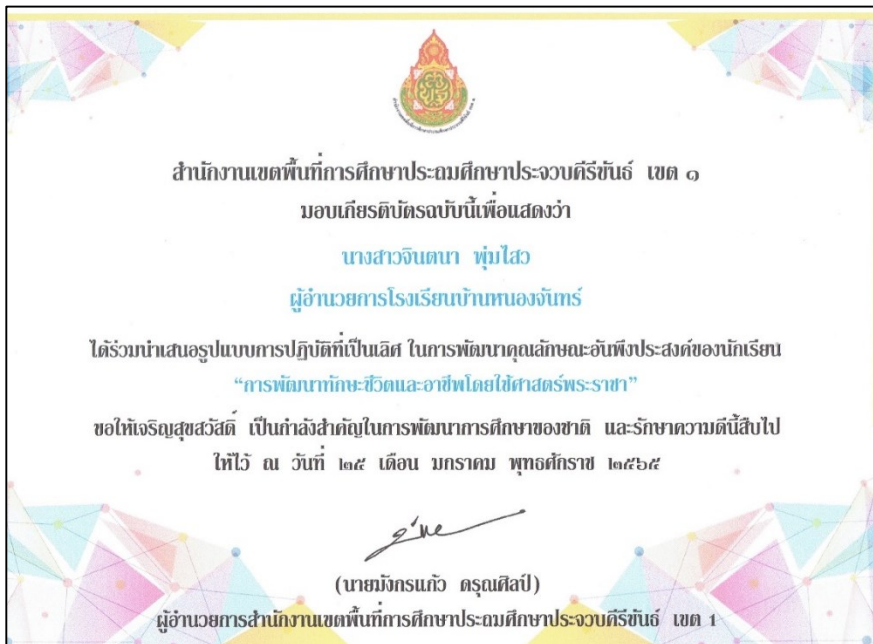 สำนักงานเขตพื้นที่การศึกษาประถมศึกษาประจวบคีรีขันธ์ เขต ๑
มอบเกียรติบัตรฉบับนี้เพื่อแสดงว่า
นางสาวจินตนา พุ่มไสว
ผู้อำนวยการโรงเรียนบ้านหนองจันทร์
ได้ร่วมนำเสนอรูปแบบการปฏิบัติที่เป็นเลิศ ในการพัฒนาคุณลักษณะอันพึงประสงค์ของนักเรียน
“การพัฒนาทักษะชีวิตและอาชีพโดยใช้ศาสตร์พระราชา”
ขอให้เจริญสุขสวัสดิ์ เป็นกำลังสำคัญในการพัฒนาการศึกษาของชาติ และรักษาความดีนี้สืบไป
ให้ไว้ ณ วันที่ ๒๕ เดือน มกราคม พุทธศักราช ๒๕๖๕
(นายมังกรแก้ว ดรุณศิลป์)
ผู้อำนวยการสำนักงานเขตพื้นที่การศึกษาประถมศึกษาประจวบคีรีขันธ์ เขต 1